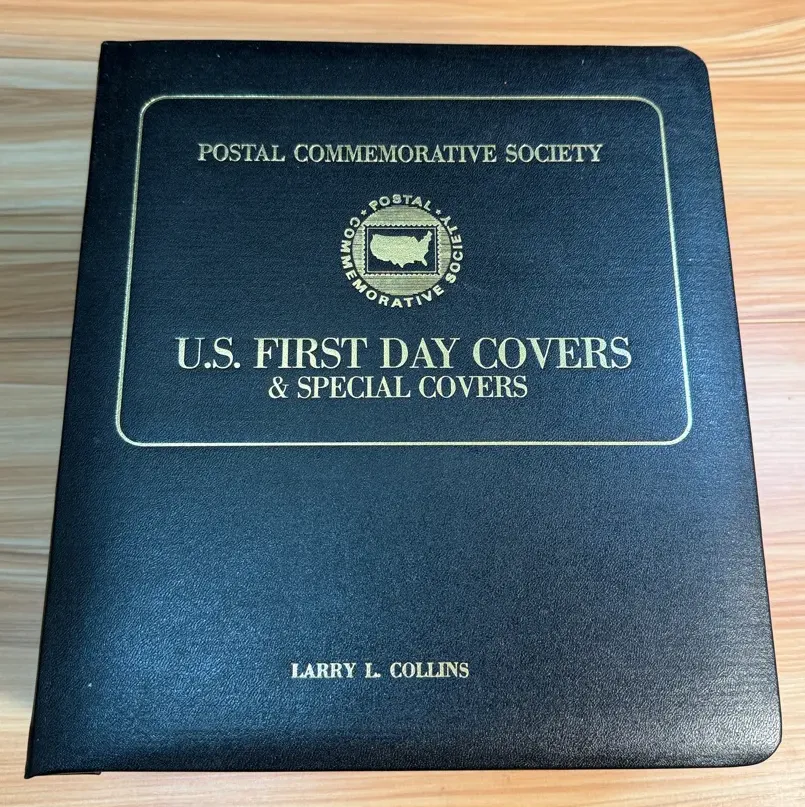 POSTAL COMMEMORATIVE SOCIETY
★ POSTAL ★
COMMEMORATIVE SOCIETY
U.S. FIRST DAY COVERS
& SPECIAL COVERS
LARRY L. COLLINS